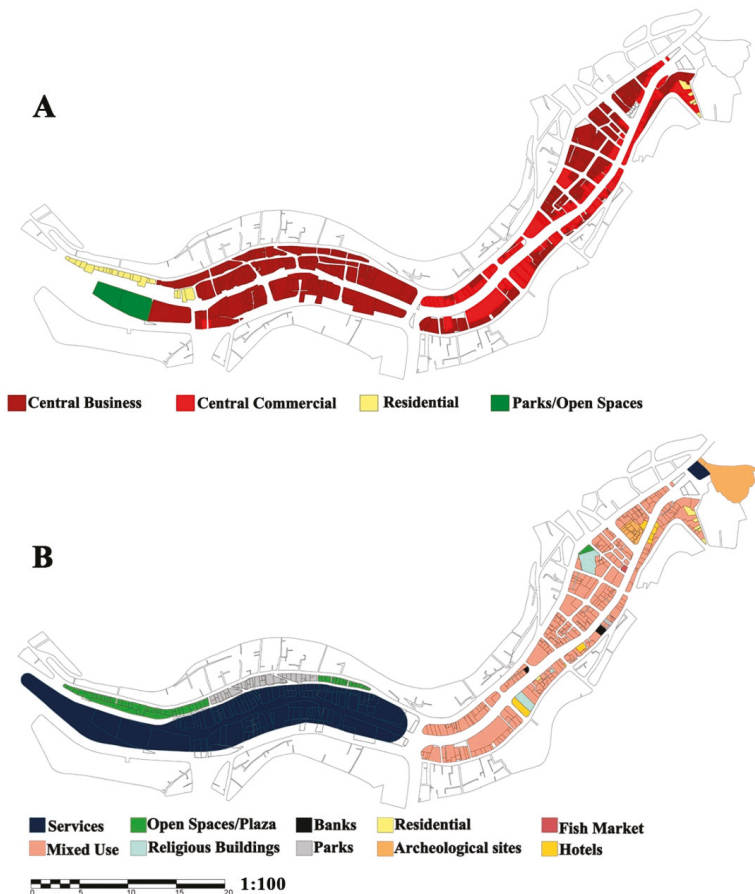 A
Central Business Central Commercial Residential Parks/Open Spaces
B
Services Open Spaces/Plaza Banks Residential Fish Market
Mixed Use Religious Buildings Parks Archeological sites Hotels
1:100
0 5 10 15 20